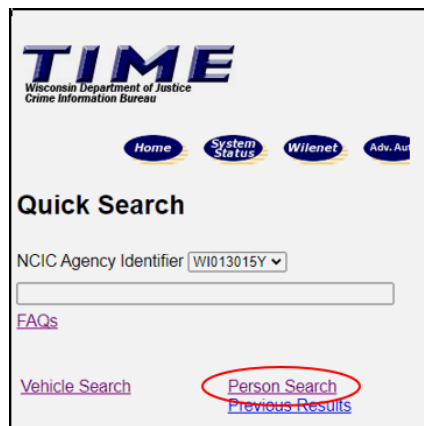 TIME
Wisconsin Department of Justice
Crime Information Bureau
Home System Status Wilenet Adv. Aut
Quick Search
NCIC Agency Identifier WI013015Y
FAQs
Vehicle Search Person Search
Previous Results